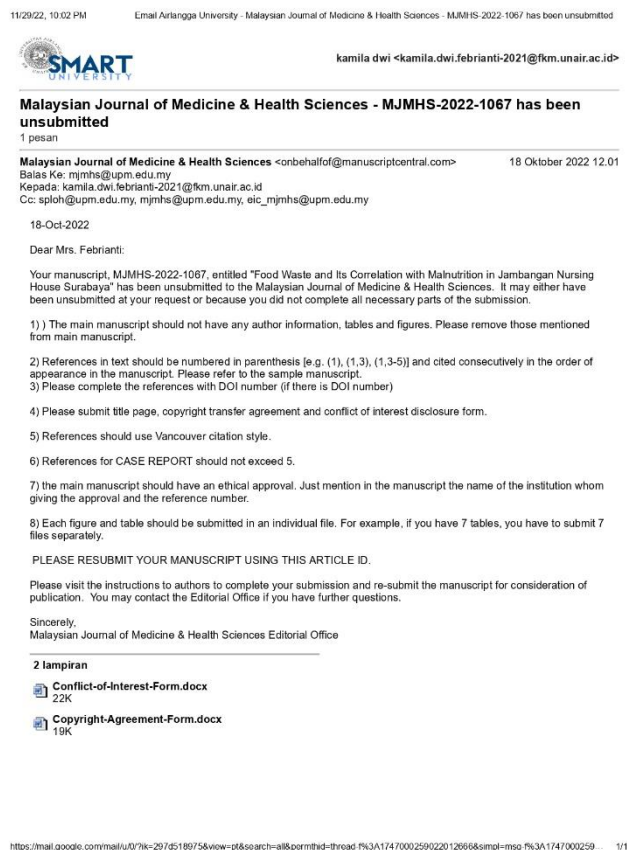 11/29/22, 10:02 PM Email Airlangga University - Malaysian Journal of Medicine & Health Sciences - MJMHS-2022-1067 has been unsubmitted
SMART
UNIVERSITY
kamila dwi <kamila.dwi.febrianti-2021@fkm.unair.ac.id>
Malaysian Journal of Medicine & Health Sciences - MJMHS-2022-1067 has been
unsubmitted
1 pesan
Malaysian Journal of Medicine & Health Sciences <onbehalfof@manuscriptcentral.com> 18 Oktober 2022 12.01
Balas Ke: mjmhs@upm.edu.my
Kepada: kamila.dwi.febrianti-2021@fkm.unair.ac.id
Cc: sploh@upm.edu.my, mjmhs@upm.edu.my, eic_mjmhs@upm.edu.my
18-Oct-2022
Dear Mrs. Febrianti:
Your manuscript, MJMHS-2022-1067, entitled "Food Waste and Its Correlation with Malnutrition in Jambangan Nursing
House Surabaya" has been unsubmitted to the Malaysian Journal of Medicine & Health Sciences. It may either have
been unsubmitted at your request or because you did not complete all necessary parts of the submission.
1) ) The main manuscript should not have any author information, tables and figures. Please remove those mentioned
from main manuscript.
2) References in text should be numbered in parenthesis [e.g. (1), (1,3), (1,3-5)] and cited consecutively in the order of
appearance in the manuscript. Please refer to the sample manuscript.
3) Please complete the references with DOI number (if there is DOI number)
4) Please submit title page, copyright transfer agreement and conflict of interest disclosure form.
5) References should use Vancouver citation style.
6) References for CASE REPORT should not exceed 5.
7) the main manuscript should have an ethical approval. Just mention in the manuscript the name of the institution whom
giving the approval and the reference number.
8) Each figure and table should be submitted in an individual file. For example, if you have 7 tables, you have to submit 7
files separately.
PLEASE RESUBMIT YOUR MANUSCRIPT USING THIS ARTICLE ID.
Please visit the instructions to authors to complete your submission and re-submit the manuscript for consideration of
publication. You may contact the Editorial Office if you have further questions.
Sincerely,
Malaysian Journal of Medicine & Health Sciences Editorial Office
2 lampiran
Conflict-of-Interest-Form.docx
22K
Copyright-Agreement-Form.docx
19K
https://mail.google.com/mail/u/0/?ik=297d518975&view=pt&search=all&permthid=thread-f%3A1747000259022012666&simpl=msg-f%3A1747000259... 1/1